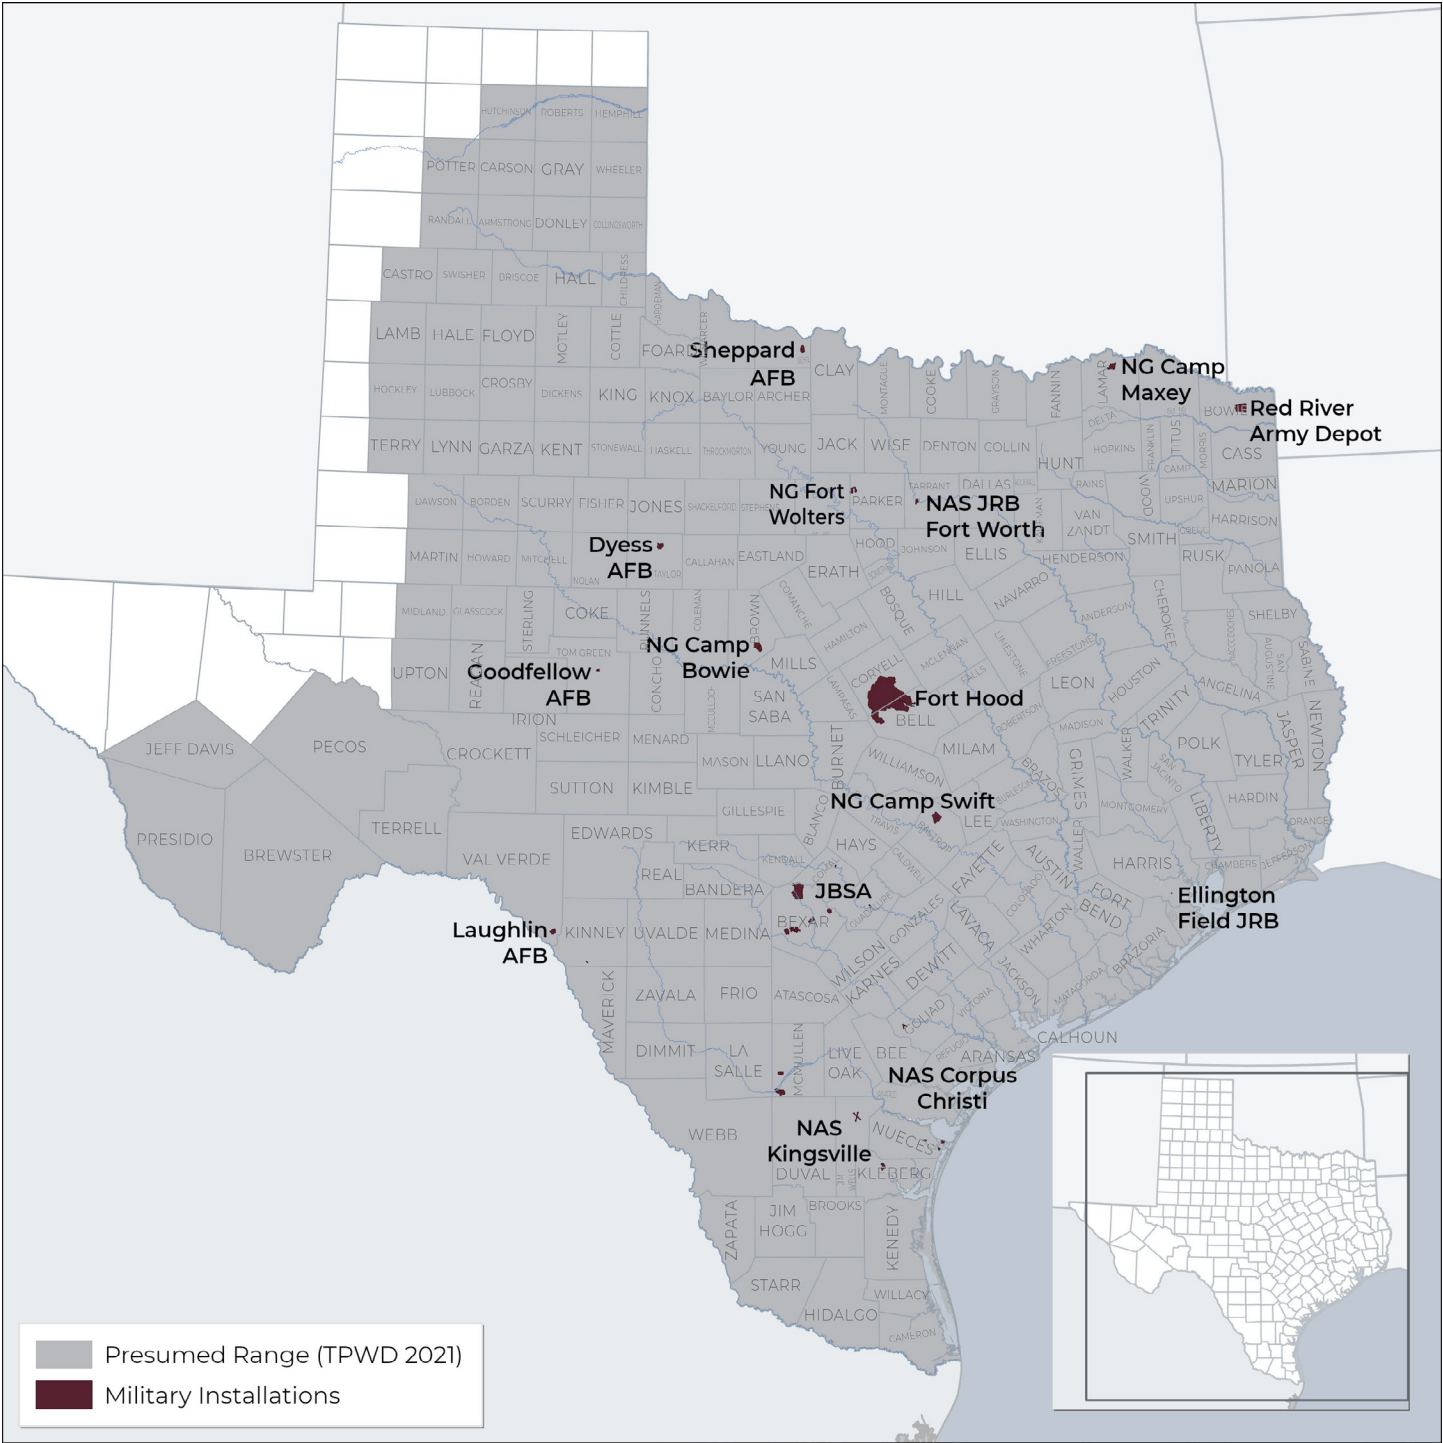 HUTCHINSON ROBERTS HEMPHILL
POTTER CARSON GRAY WHEELER
RANDALL ARMSTRONG DONLEY COLLINGSWORTH
CASTRO SWISHER BRISCOE HALL CHILDRESS
HARDEMAN
LAMB HALE FLOYD MOTLEY COTTLE FOARD
Sheppard
AFB
CLAY MONTAGUE COOKE GRAYSON FANNIN LAMAR
NG Camp
Maxey
BOWIE
Red River
Army Depot
HOCKLEY LUBBOCK CROSBY DICKENS KING KNOX BAYLOR ARCHER
DELTA
TERRY LYNN GARZA KENT STONEWALL HASKELL THROCKMORTON YOUNG JACK WISE DENTON COLLIN HUNT HOPKINS FRANKLIN TITUS MORRIS CASS
CAMP
RAINS WOOD UPSHUR MARION
DAWSON BORDEN SCURRY FISHER JONES SHACKELFORD STEPHENS
NG Fort
Wolters
PARKER TARRANT DALLAS
NAS JRB
Fort Worth
KAUFMAN VAN
ZANDT
SMITH GREGG HARRISON
MARTIN HOWARD MITCHELL NOLAN
Dyess
AFB
TAYLOR CALLAHAN EASTLAND ERATH HOOD JOHNSON ELLIS HENDERSON RUSK PANOLA
MIDLAND GLASSCOCK STERLING COKE RUNNELS COLEMAN BROWN COMANCHE BOSQUE HILL NAVARRO ANDERSON CHEROKEE NACOGDOCHES SHELBY
HAMILTON MCLENNAN LIMESTONE FREESTONE SAN
AUGUSTINE
SABINE
UPTON REAGAN TOM GREEN
Goodfellow
AFB
CONCHO
NG Camp
Bowie
MILLS CORYELL FALLS LEON HOUSTON ANGELINA
MCCULLOCH SAN
SABA
LAMPASAS
Fort Hood
BELL ROBERTSON MADISON TRINITY
IRION
JEFF DAVIS PECOS CROCKETT SCHLEICHER MENARD MASON LLANO BURNET WILLIAMSON MILAM BRAZOS GRIMES WALKER SAN
JACINTO
POLK TYLER JASPER NEWTON
SUTTON KIMBLE
NG Camp Swift
BURLESON MONTGOMERY LIBERTY HARDIN
PRESIDIO BREWSTER TERRELL VAL VERDE EDWARDS GILLESPIE BLANCO TRAVIS BASTROP LEE WASHINGTON WALLER ORANGE
KERR KENDALL HAYS CALDWELL FAYETTE AUSTIN HARRIS CHAMBERS JEFFERSON
REAL BANDERA COMAL
JBSA
GUADALUPE COLORADO FORT
BEND
Ellington
Field JRB
Laughlin
AFB
KINNEY UVALDE MEDINA BEXAR GONZALES LAVACA WHARTON BRAZORIA
WILSON KARNES DEWITT JACKSON MATAGORDA
MAVERICK ZAVALA FRIO ATASCOSA GOLIAD VICTORIA
CALHOUN
DIMMIT LA
SALLE
MCMULLEN LIVE
OAK
BEE REFUGIO ARANSAS
NAS Corpus
Christi
WEBB
NAS
Kingsville
NUECES
DUVAL JIM
WELLS
KLEBERG
ZAPATA JIM
HOGG
BROOKS KENEDY
STARR HIDALGO WILLACY
CAMERON
Presumed Range (TPWD 2021)
Military Installations